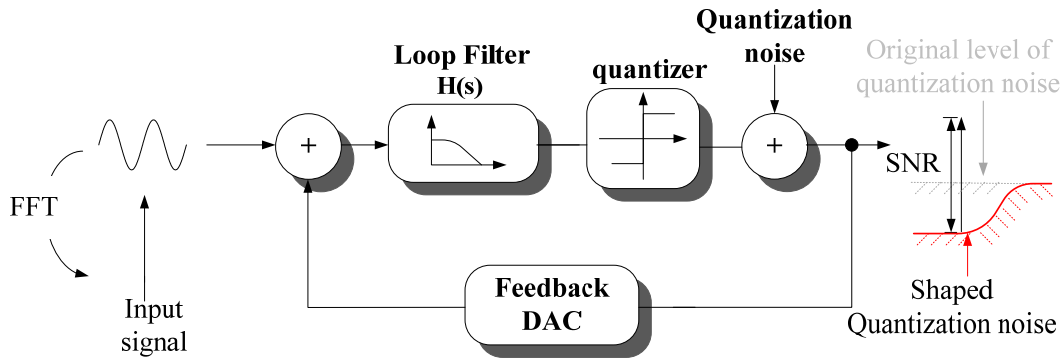 Quantization
noise
Loop Filter
H(s)
quantizer
Original level of
quantization noise
+
+
SNR
FFT
Input
signal
Feedback
DAC
Shaped
Quantization noise